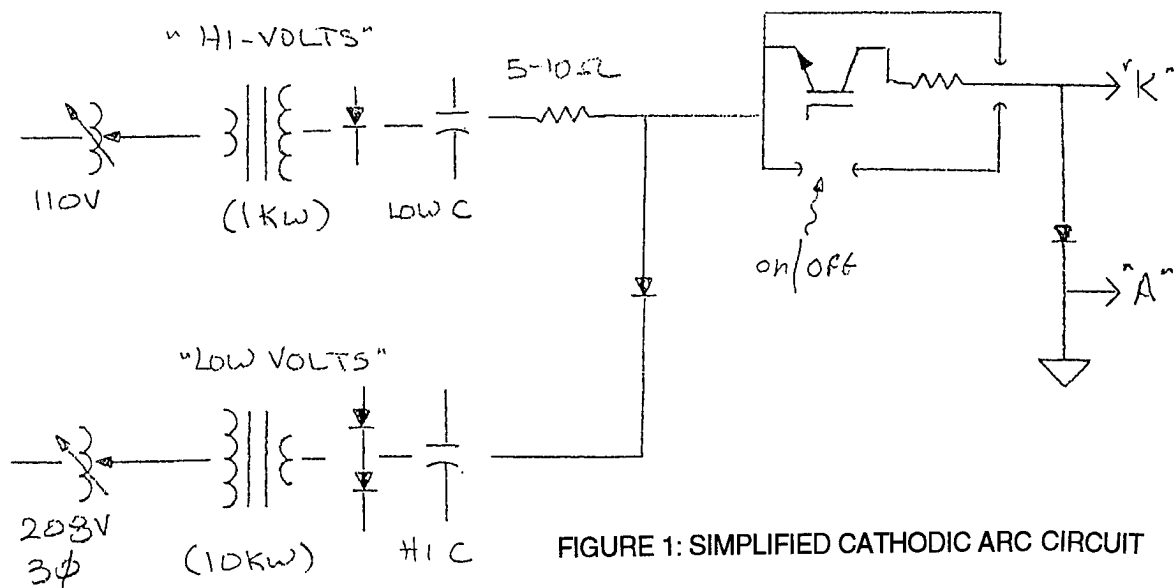 "HI-VOLTS"
110V
(1KW)
LOW C
5-10Ω
on/off
"K"
"A"
"LOW VOLTS"
208V
3φ
(10KW)
HI C
FIGURE 1: SIMPLIFIED CATHODIC ARC CIRCUIT